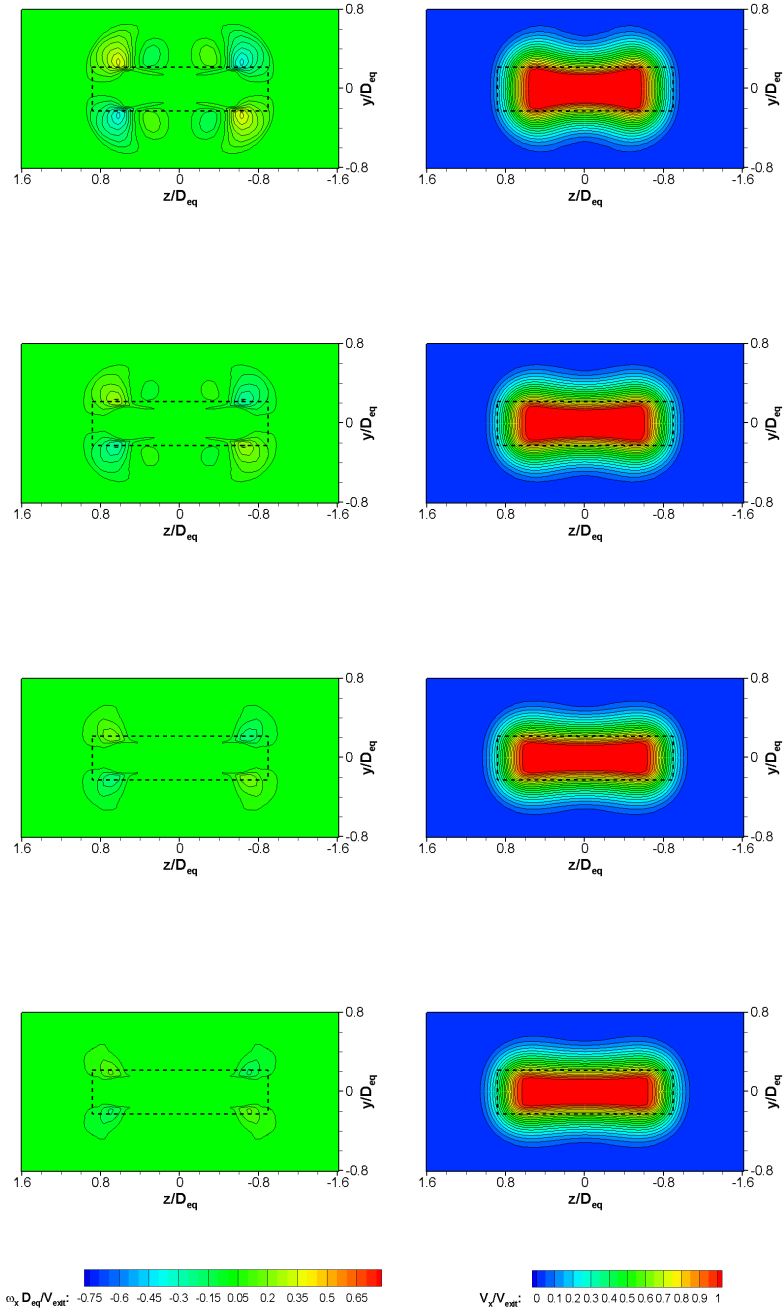 0.8 0.8
y/Deq 0 y/Deq 0
-0.8 -0.8
1.6 0.8 0 -0.8 -1.6 1.6 0.8 0 -0.8 -1.6
z/Deq z/Deq
0.8 0.8
y/Deq 0 y/Deq 0
-0.8 -0.8
1.6 0.8 0 -0.8 -1.6 1.6 0.8 0 -0.8 -1.6
z/Deq z/Deq
0.8 0.8
y/Deq 0 y/Deq 0
-0.8 -0.8
1.6 0.8 0 -0.8 -1.6 1.6 0.8 0 -0.8 -1.6
z/Deq z/Deq
0.8 0.8
y/Deq 0 y/Deq 0
-0.8 -0.8
1.6 0.8 0 -0.8 -1.6 1.6 0.8 0 -0.8 -1.6
z/Deq z/Deq
ωx Deq/Vexit: -0.75 -0.6 -0.45 -0.3 -0.15 0.05 0.2 0.35 0.5 0.65
Vx/Vexit: 0 0.1 0.2 0.3 0.4 0.5 0.6 0.7 0.8 0.9 1